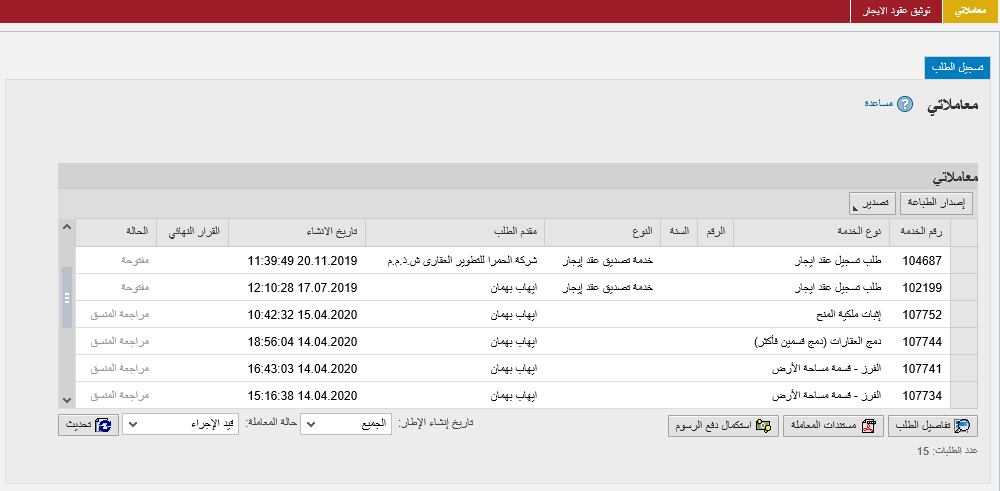 معاملاتي توثيق عقود الايجار
تسجيل الطلب
معاملاتي مساعدة
معاملاتي
إصدار الطباعة تصدير
رقم الخدمة نوع الخدمة الرقم السنة النوع مقدم الطلب تاريخ الانشاء القرار النهائي الحالة
104687 طلب تسجيل عقد ايجار خدمة تصديق عقد إيجار شركة الحمرا للتطوير العقارى ش.ذ.م.م 20.11.2019 11:39:49 مفتوحة
102199 طلب تسجيل عقد ايجار خدمة تصديق عقد إيجار ايهاب بهمان 17.07.2019 12:10:28 مفتوحة
107752 إثبات ملكية المنح ايهاب بهمان 15.04.2020 10:42:32 مراجعة المنسق
107744 دمج العقارات (دمج قسمين فأكثر) ايهاب بهمان 14.04.2020 18:56:04 مراجعة المنسق
107741 الفرز - قسمة مساحة الأرض ايهاب بهمان 14.04.2020 16:43:03 مراجعة المنسق
107734 الفرز - قسمة مساحة الأرض ايهاب بهمان 14.04.2020 15:16:38 مراجعة المنسق
تفاصيل الطلب مستندات المعاملة استكمال دفع الرسوم تاريخ إنشاء الإطار: الجميع حالة المعاملة: قيد الإجراء تحديث
عدد الطلبات: 15